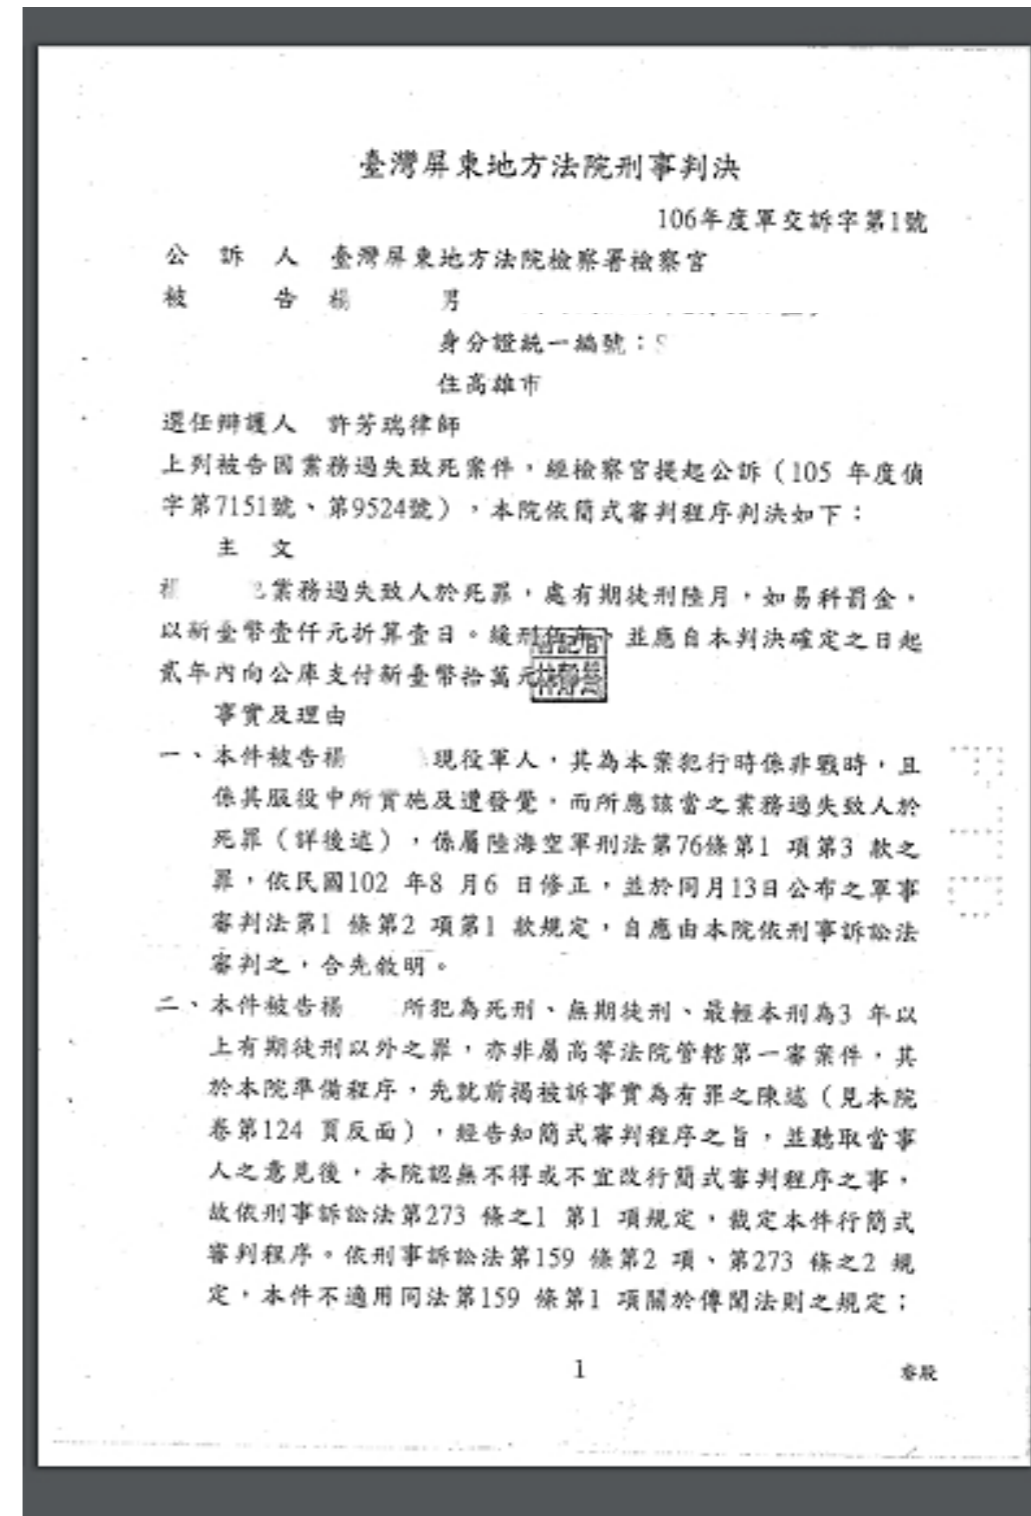 臺灣屏東地方法院刑事判決
106年度軍交訴字第1號
公訴人 臺灣屏東地方法院檢察署檢察官
被告 楊 男
身分證統一編號：S
住高雄市
選任辯護人 許芳瑞律師
上列被告因業務過失致死案件，經檢察官提起公訴（105 年度偵
字第7151號、第9524號），本院依簡式審判程序判決如下：
主文
楊 犯業務過失致人於死罪，處有期徒刑陸月，如易科罰金，
以新臺幣壹仟元折算壹日。緩刑 並應自本判決確定之日起
貳年內向公庫支付新臺幣拾萬元
書記官
事實及理由
一、本件被告楊 現役軍人，其為本案犯行時係非戰時，且
係其服役中所實施及遭發覺，而所應該當之業務過失致人於
死罪（詳後述），係屬陸海空軍刑法第76條第1 項第3 款之
罪，依民國102 年8 月6 日修正，並於同月13日公布之軍事
審判法第1 條第2 項第1 款規定，自應由本院依刑事訴訟法
審判之，合先敘明。
二、本件被告楊 所犯為死刑、無期徒刑、最輕本刑為3 年以
上有期徒刑以外之罪，亦非屬高等法院管轄第一審案件，其
於本院準備程序，先就前揭被訴事實為有罪之陳述（見本院
卷第124 頁反面），經告知簡式審判程序之旨，並聽取當事
人之意見後，本院認無不得或不宜改行簡式審判程序之事，
故依刑事訴訟法第273 條之1 第1 項規定，裁定本件行簡式
審判程序。依刑事訴訟法第159 條第2 項、第273 條之2 規
定，本件不適用同法第159 條第1 項關於傳聞法則之規定；
1
睿股